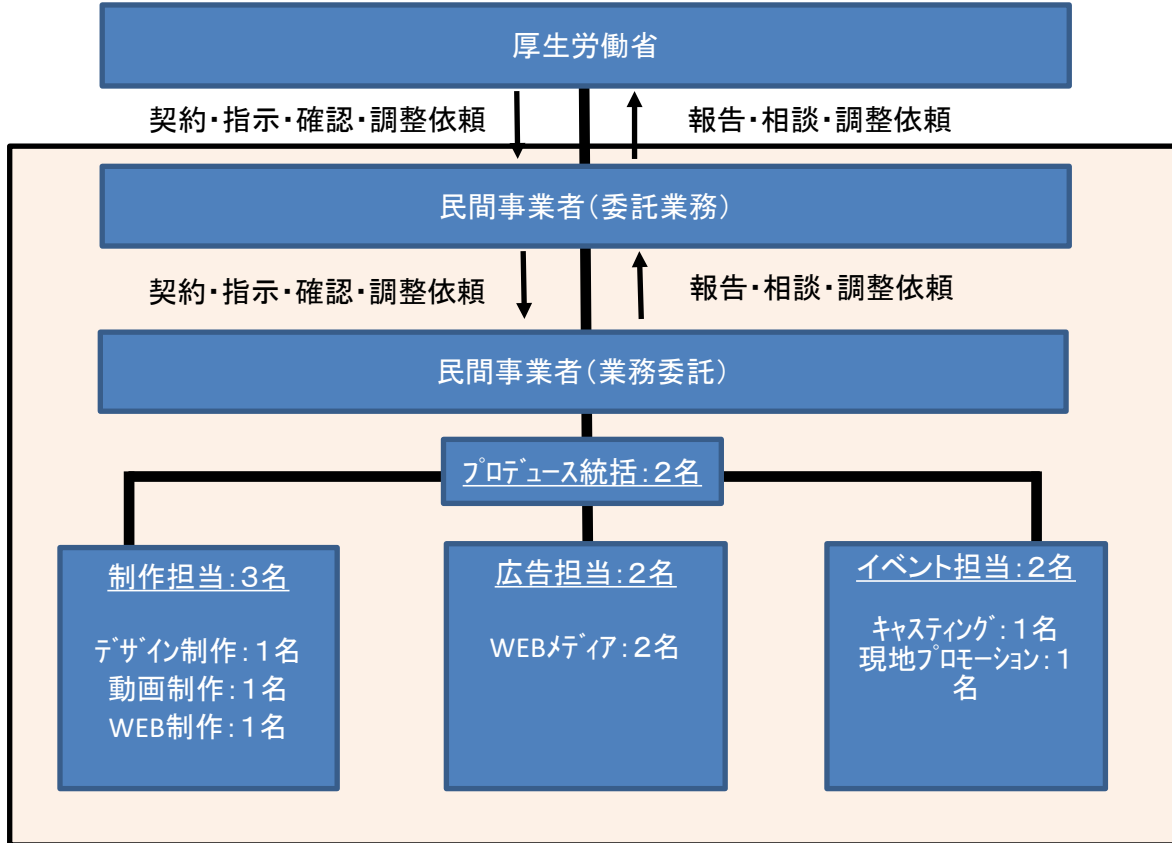 厚生労働省
契約・指示・確認・調整依頼
報告・相談・調整依頼
民間事業者(委託業務)
契約・指示・確認・調整依頼
報告・相談・調整依頼
民間事業者(業務委託)
プロデュース統括:2名
制作担当:3名
デザイン制作:1名
動画制作:1名
WEB制作:1名
広告担当:2名
WEBメディア:2名
イベント担当:2名
キャスティング:1名
現地プロモーション:1
名